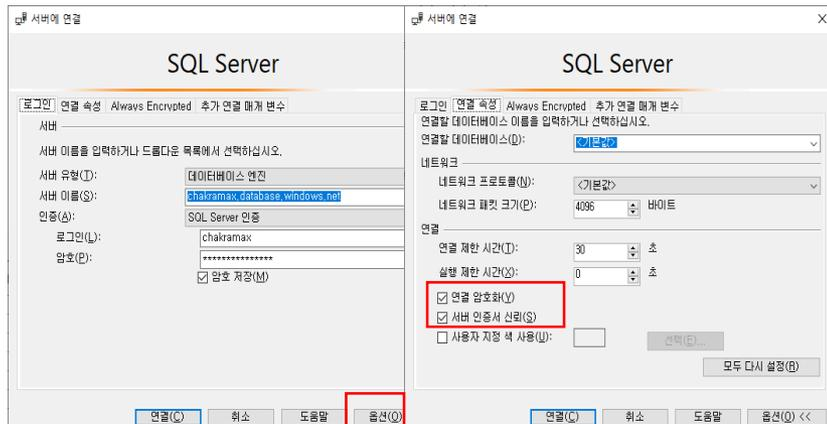 서버에 연결
SQL Server
로그인 연결 속성 Always Encrypted 추가 연결 매개 변수
서버
서버 이름을 입력하거나 드롭다운 목록에서 선택하십시오.
서버 유형(T): 데이터베이스 엔진
서버 이름(S): chakramax.database.windows.net
인증(A): SQL Server 인증
로그인(L): chakramax
암호(P): ***************
암호 저장(M)
연결(C) 취소 도움말 옵션(O)
서버에 연결
SQL Server
로그인 연결 속성 Always Encrypted 추가 연결 매개 변수
연결할 데이터베이스 이름을 입력하거나 선택하십시오.
연결할 데이터베이스(D): <기본값>
네트워크
네트워크 프로토콜(N): <기본값>
네트워크 패킷 크기(P): 4096 바이트
연결
연결 제한 시간(T): 30 초
실행 제한 시간(X): 0 초
연결 암호화(Y)
서버 인증서 신뢰(S)
사용자 지정 색 사용(U): 선택(E)...
모두 다시 설정(R)
연결(C) 취소 도움말 옵션(O) <<